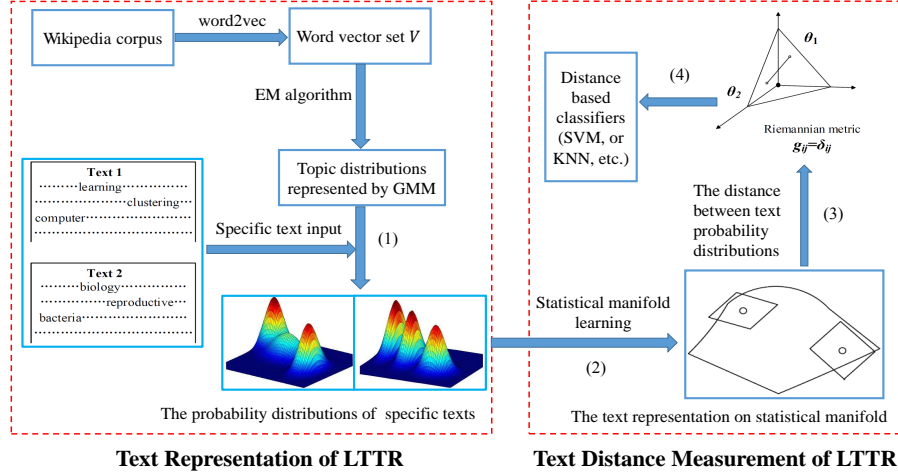 word2vec
Wikipedia corpus
Word vector set V
EM algorithm
Topic distributions
represented by GMM
Text 1
········learning················
················clustering···
computer·····················
································
Specific text input
(1)
Text 2
········biology················
··············reproductive···
bacteria························
································
The probability distributions of specific texts
Text Representation of LTTR
Distance
based
classifiers
(SVM, or
KNN, etc.)
(4)
θ1
θ2
Riemannian metric
gij=δij
The distance
between text
probability
distributions
(3)
Statistical manifold
learning
(2)
The text representation on statistical manifold
Text Distance Measurement of LTTR